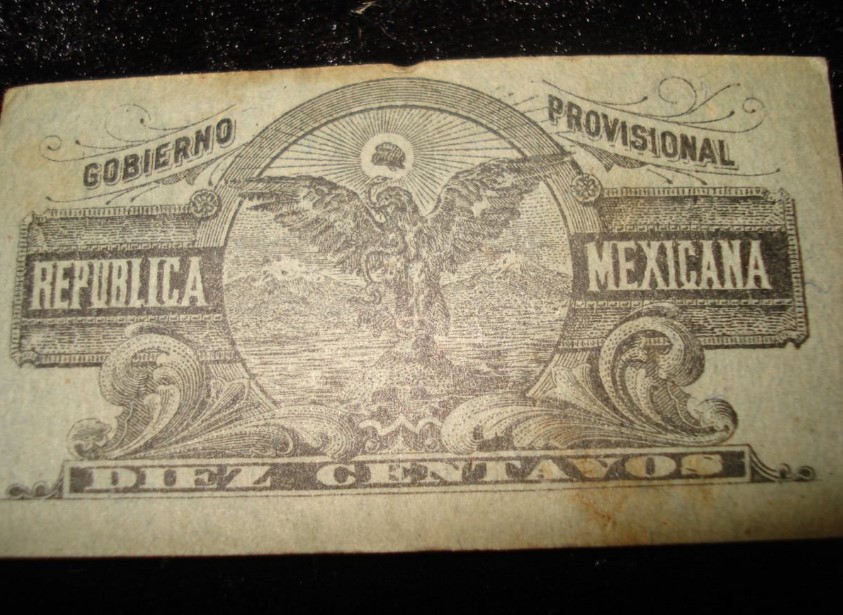 GOBIERNO PROVISIONAL
REPUBLICA MEXICANA
DIEZ CENTAVOS